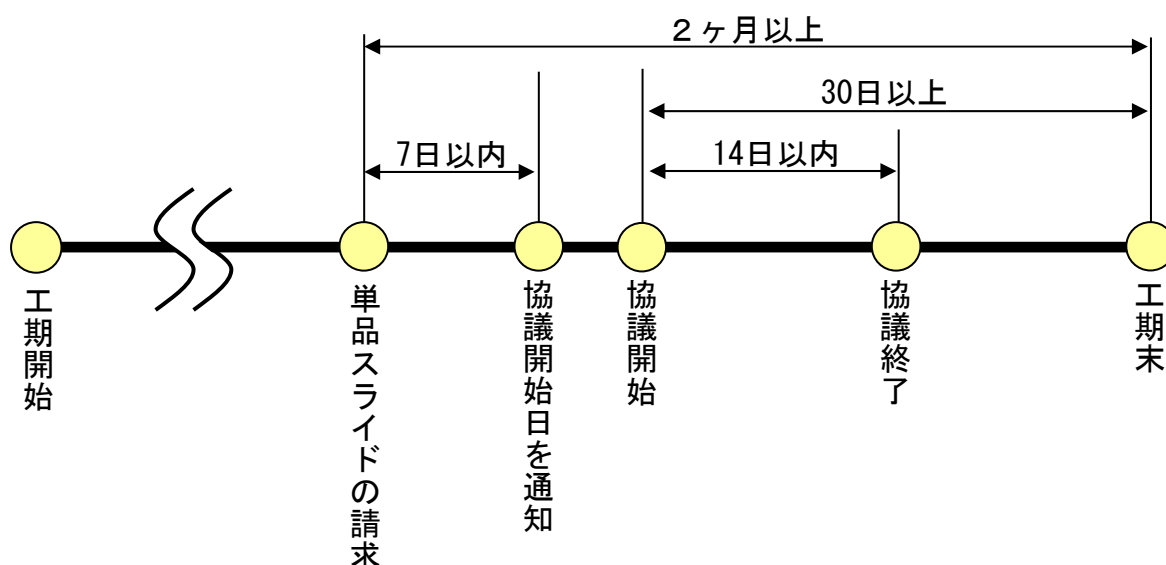 ２ヶ月以上
30日以上
7日以内
14日以内
工期開始
単品スライドの請求
協議開始日を通知
協議開始
協議終了
工期末